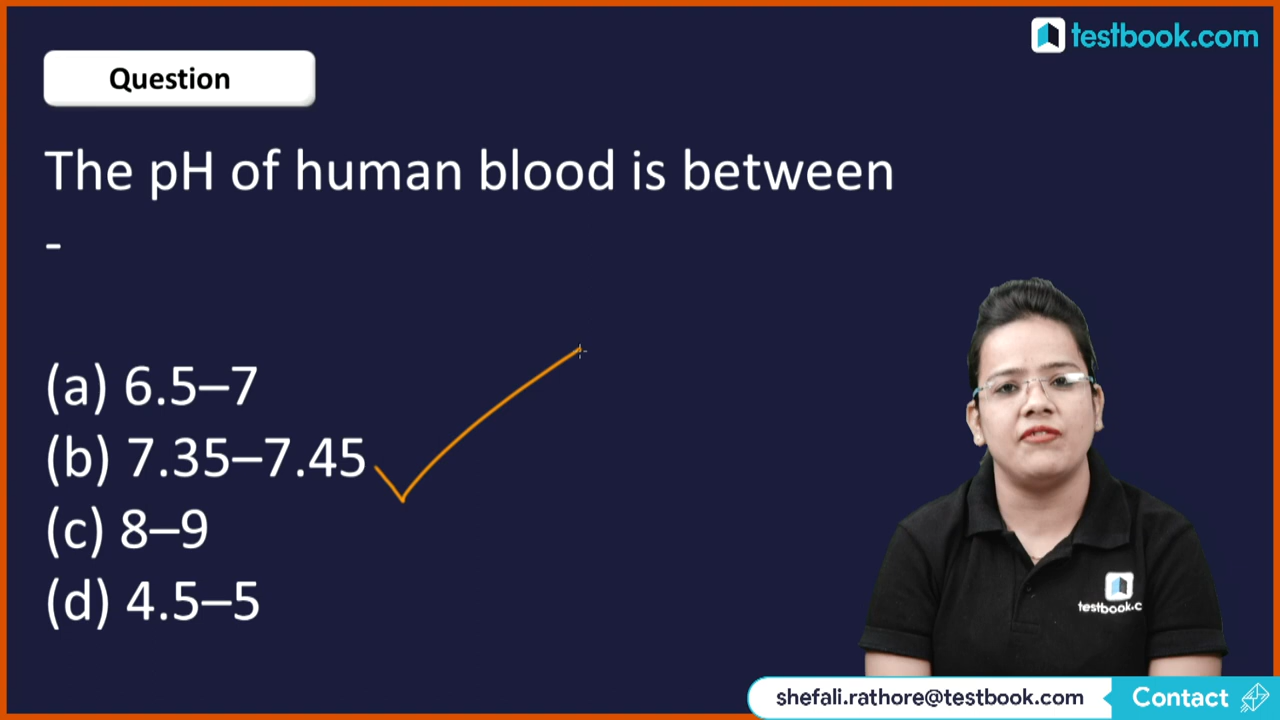 testbook.com
Question
The pH of human blood is between
-
(a) 6.5–7
(b) 7.35–7.45
(c) 8–9
(d) 4.5–5
testbook.c
shefali.rathore@testbook.com
Contact